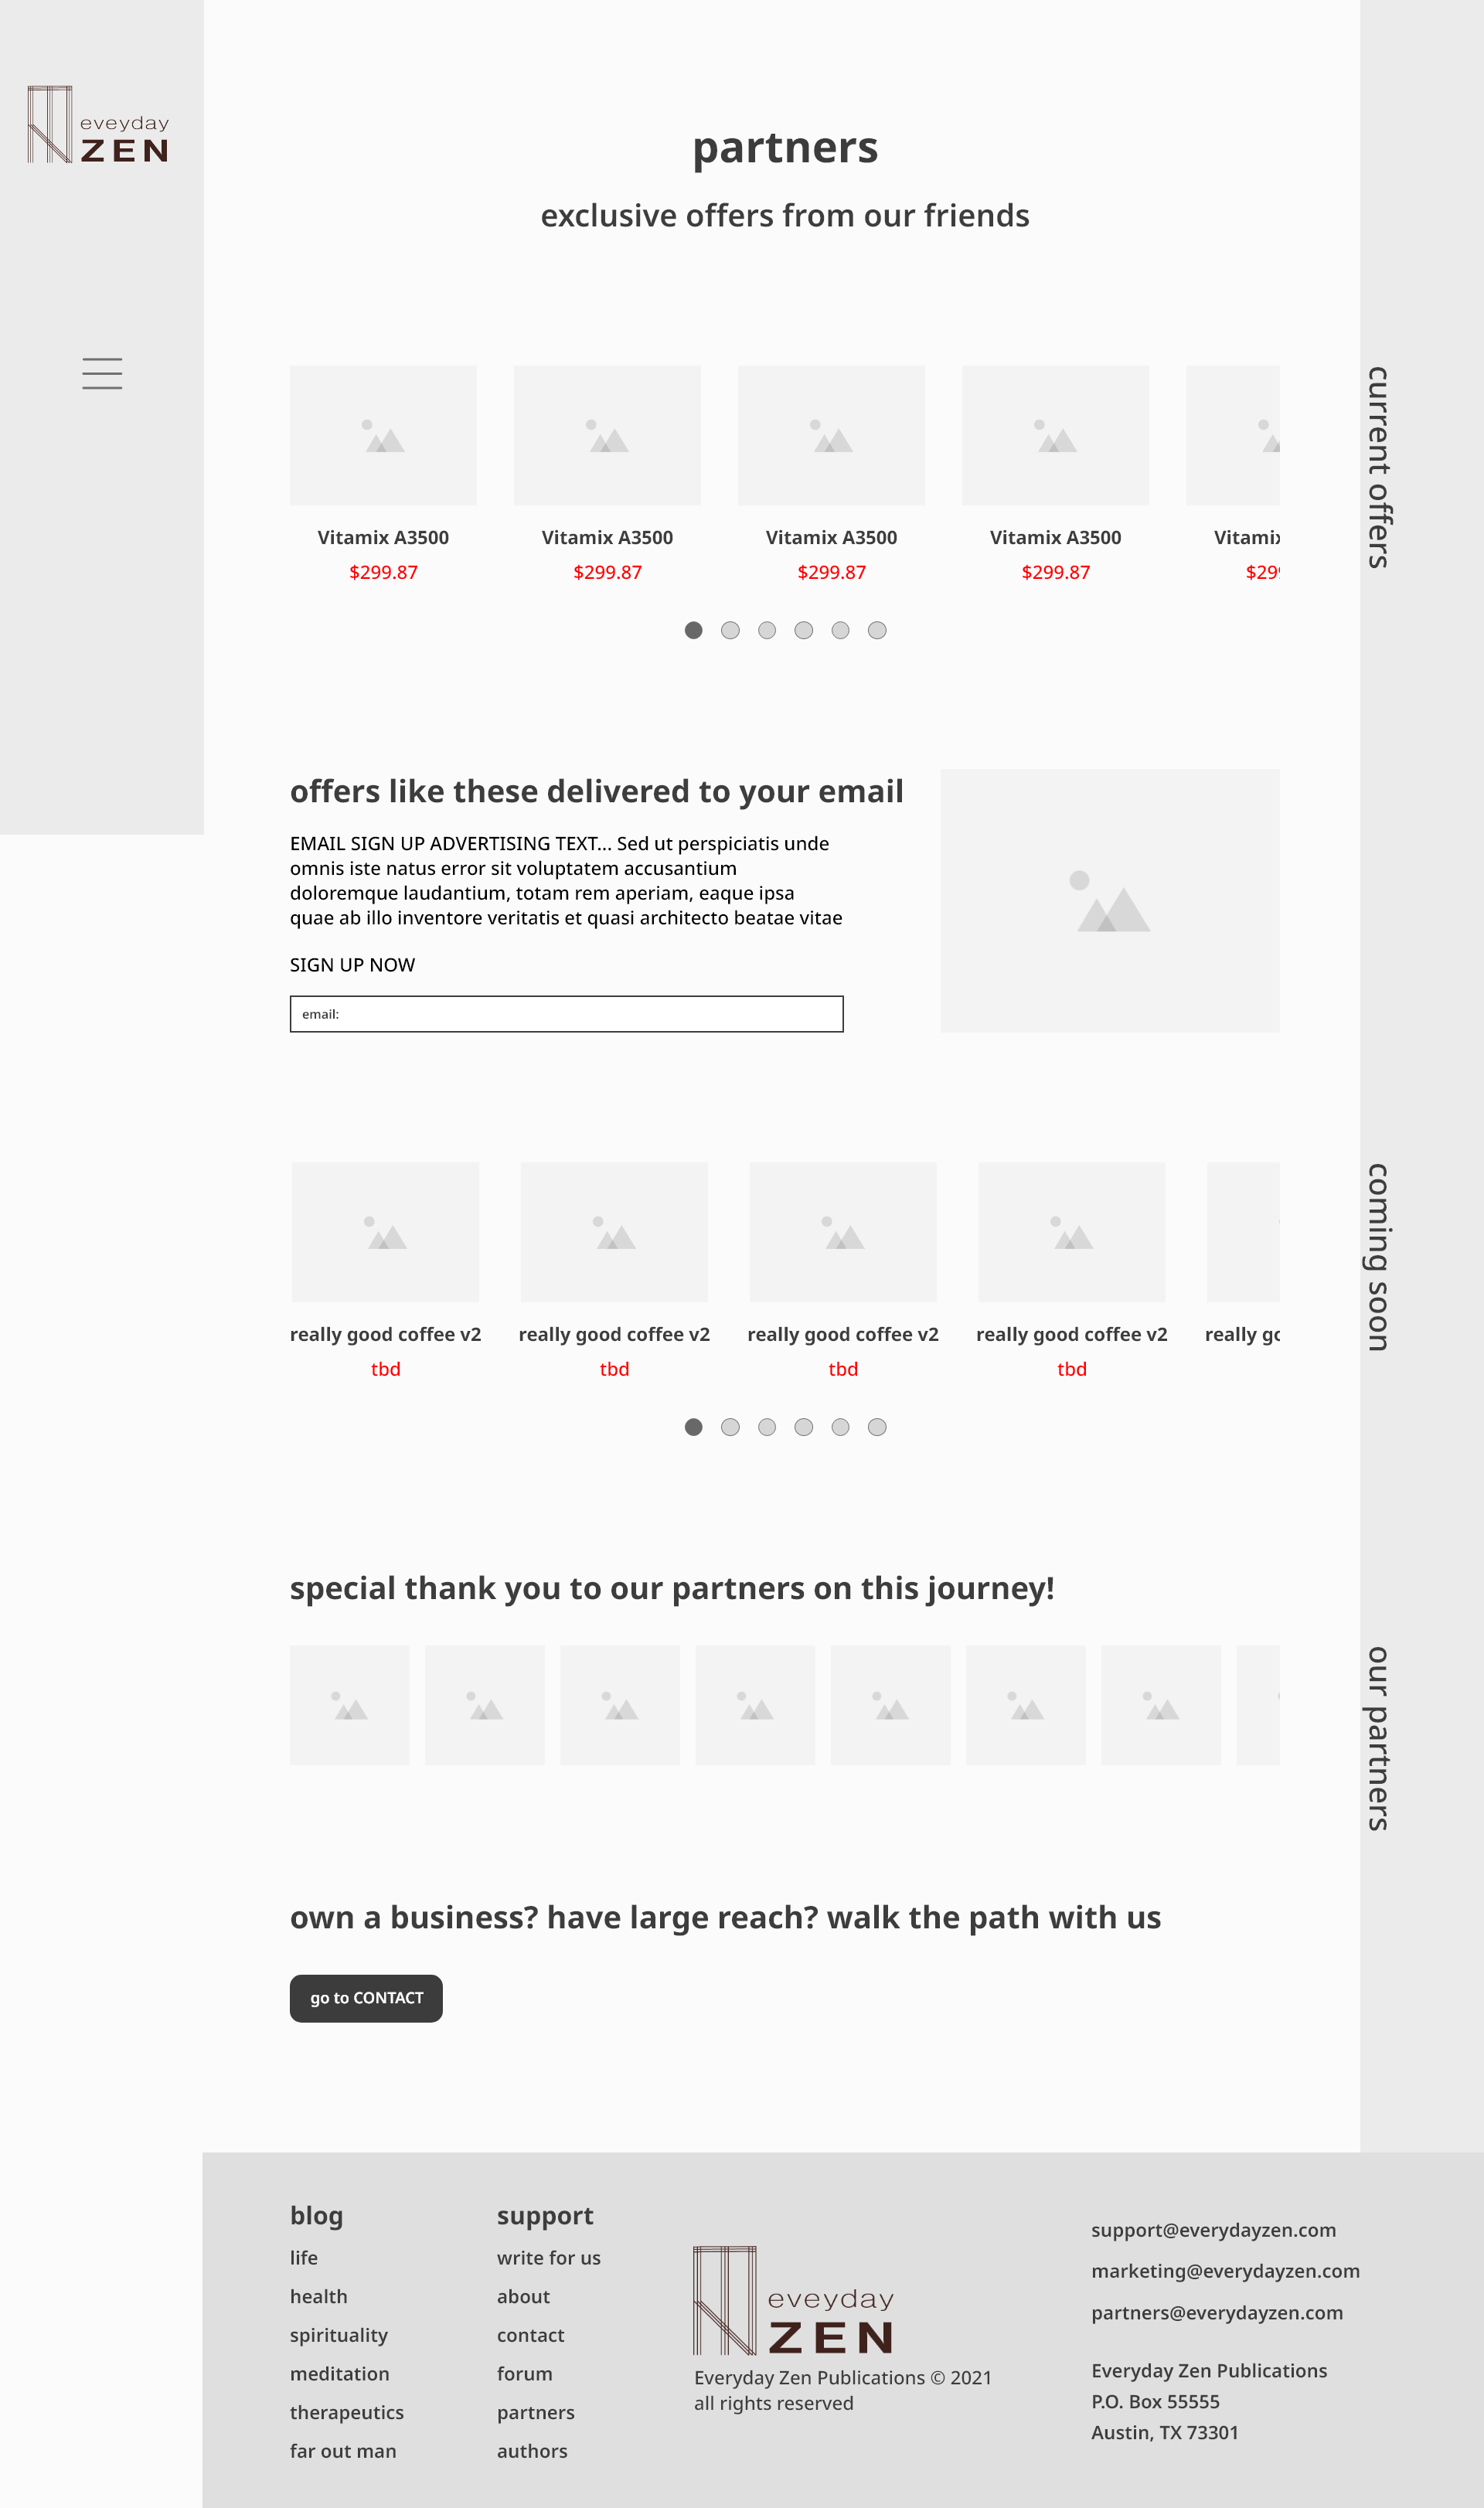 eveyday
ZEN
partners
exclusive offers from our friends
current offers
Vitamix A3500
$299.87
Vitamix A3500
$299.87
Vitamix A3500
$299.87
Vitamix A3500
$299.87
Vitamix
$299
offers like these delivered to your email
EMAIL SIGN UP ADVERTISING TEXT... Sed ut perspiciatis unde
omnis iste natus error sit voluptatem accusantium
doloremque laudantium, totam rem aperiam, eaque ipsa
quae ab illo inventore veritatis et quasi architecto beatae vitae
SIGN UP NOW
email:
coming soon
really good coffee v2
tbd
really good coffee v2
tbd
really good coffee v2
tbd
really good coffee v2
tbd
really go
special thank you to our partners on this journey!
our partners
own a business? have large reach? walk the path with us
go to CONTACT
blog
life
health
spirituality
meditation
therapeutics
far out man
support
write for us
about
contact
forum
partners
authors
eveyday
ZEN
Everyday Zen Publications © 2021
all rights reserved
support@everydayzen.com
marketing@everydayzen.com
partners@everydayzen.com
Everyday Zen Publications
P.O. Box 55555
Austin, TX 73301